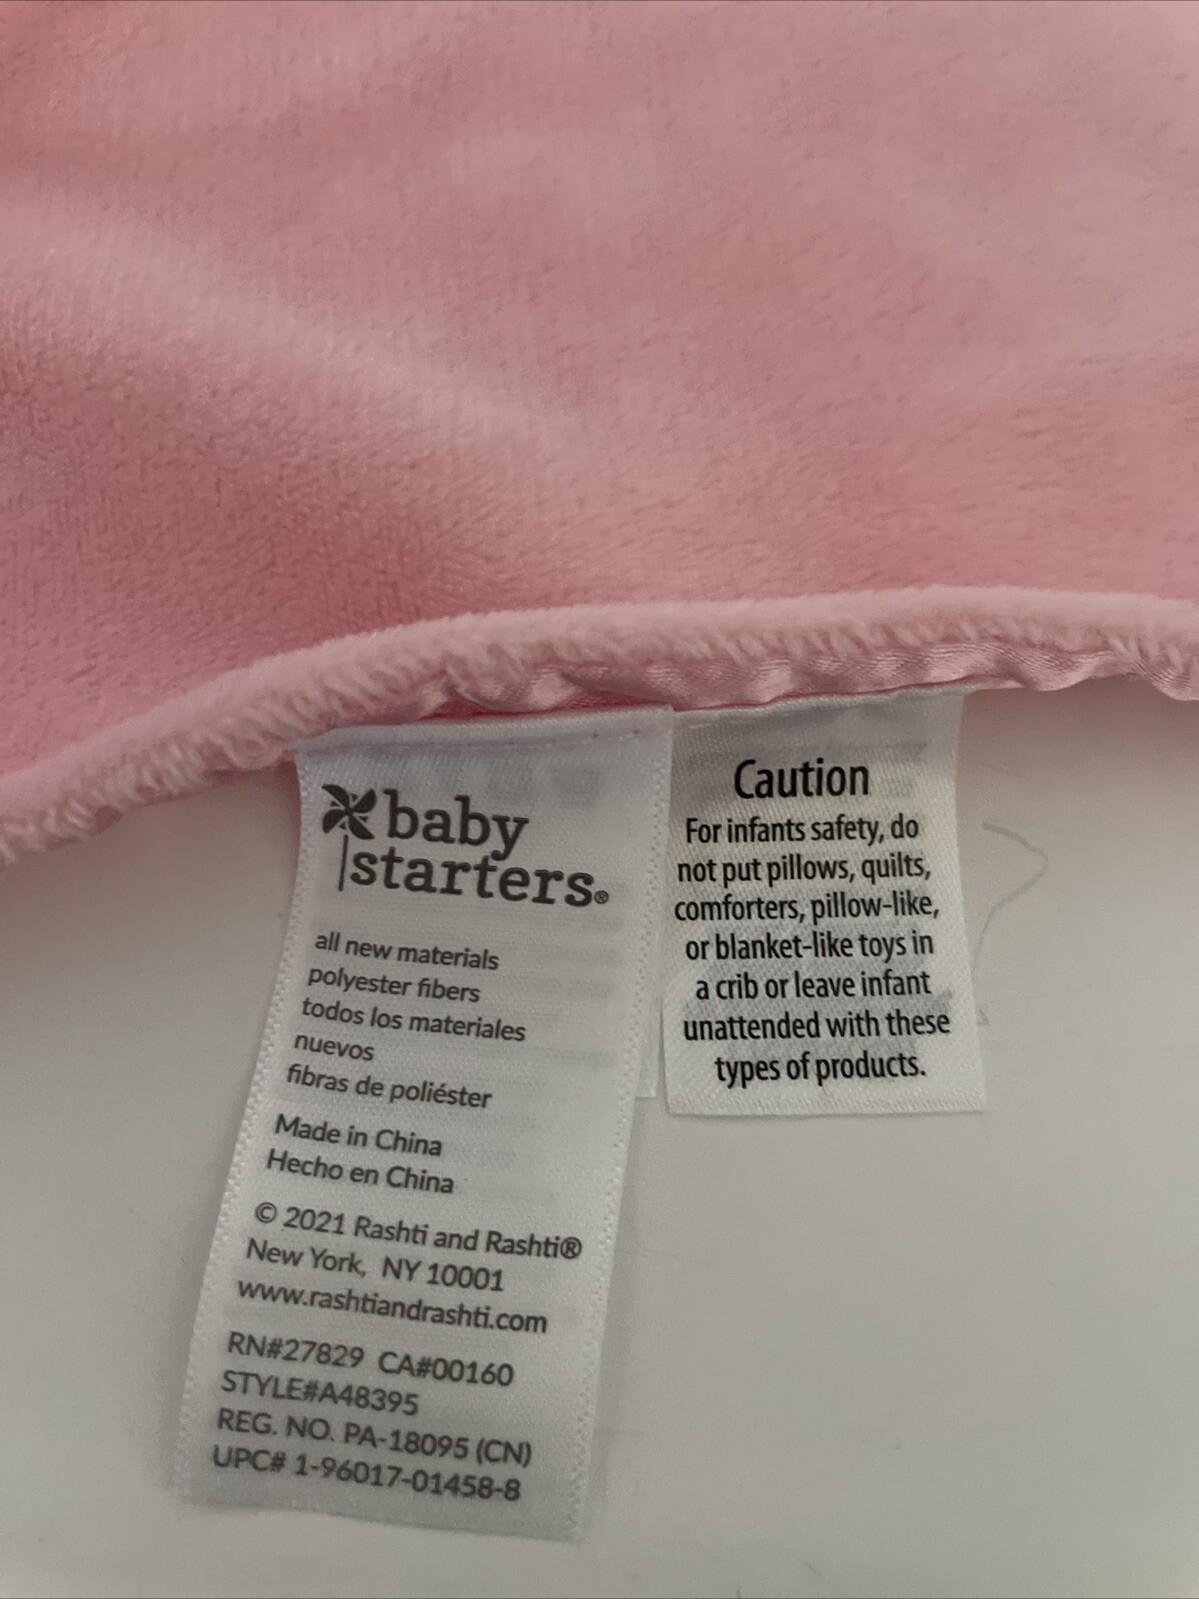 baby
starters®
all new materials
polyester fibers
todos los materiales
nuevos
fibras de poliéster
Made in China
Hecho en China
© 2021 Rashti and Rashti®
New York, NY 10001
www.rashtiandrashti.com
RN#27829 CA#00160
STYLE#A48395
REG. NO. PA-18095 (CN)
UPC# 1-96017-01458-8
Caution
For infants safety, do
not put pillows, quilts,
comforters, pillow-like,
or blanket-like toys in
a crib or leave infant
unattended with these
types of products.